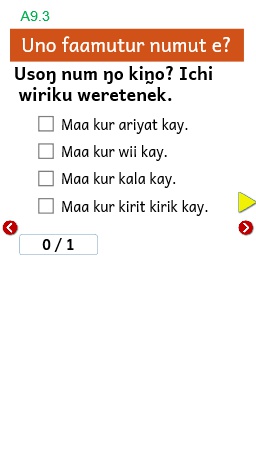 A9.3
Uno faamutur numut e?
Usoŋ num ŋo kin̰o? Ichi
wiriku weretenek.
Maa kur ariyat kay.
Maa kur wii kay.
Maa kur kala kay.
Maa kur kirit kirik kay.
0 / 1